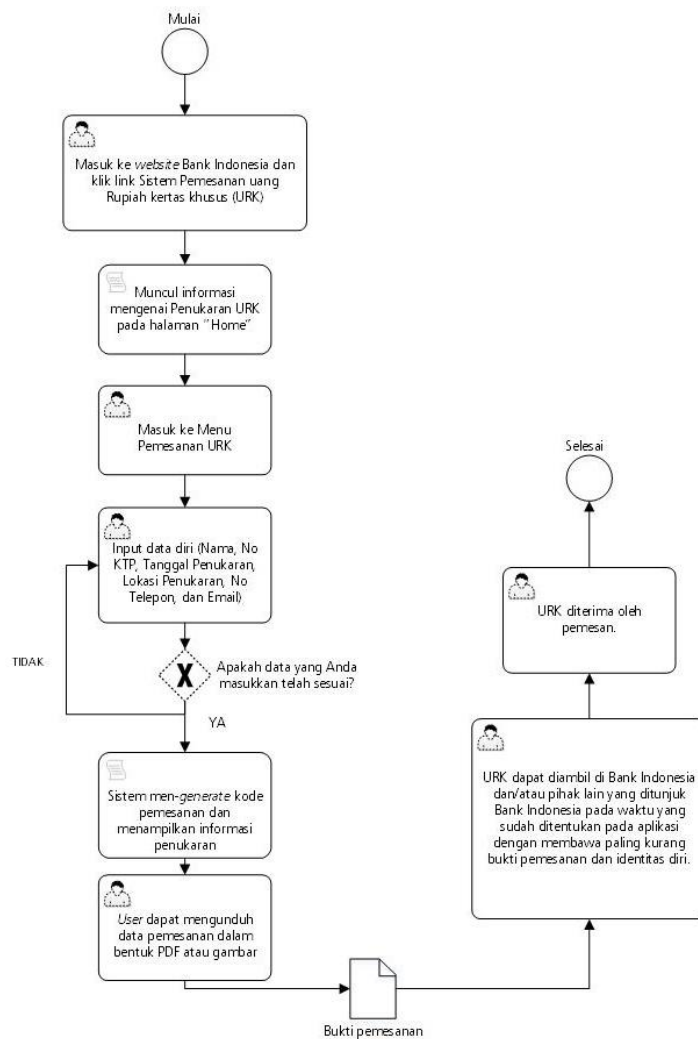 Mulai
Masuk ke website Bank Indonesia dan
klik link Sistem Pemesanan uang
Rupiah kertas khusus (URK)
Muncul informasi
mengenai Penukaran URK
pada halaman "Home"
Masuk ke Menu
Pemesanan URK
Input data diri (Nama, No
KTP, Tanggal Penukaran,
Lokasi Penukaran, No
Telepon, dan Email)
TIDAK
X
Apakah data yang Anda
masukkan telah sesuai?
YA
Sistem men-generate kode
pemesanan dan
menampilkan informasi
penukaran
User dapat mengunduh
data pemesanan dalam
bentuk PDF atau gambar
Bukti pemesanan
URK dapat diambil di Bank Indonesia
dan/atau pihak lain yang ditunjuk
Bank Indonesia pada waktu yang
sudah ditentukan pada aplikasi
dengan membawa paling kurang
bukti pemesanan dan identitas diri.
URK diterima oleh
pemesan.
Selesai